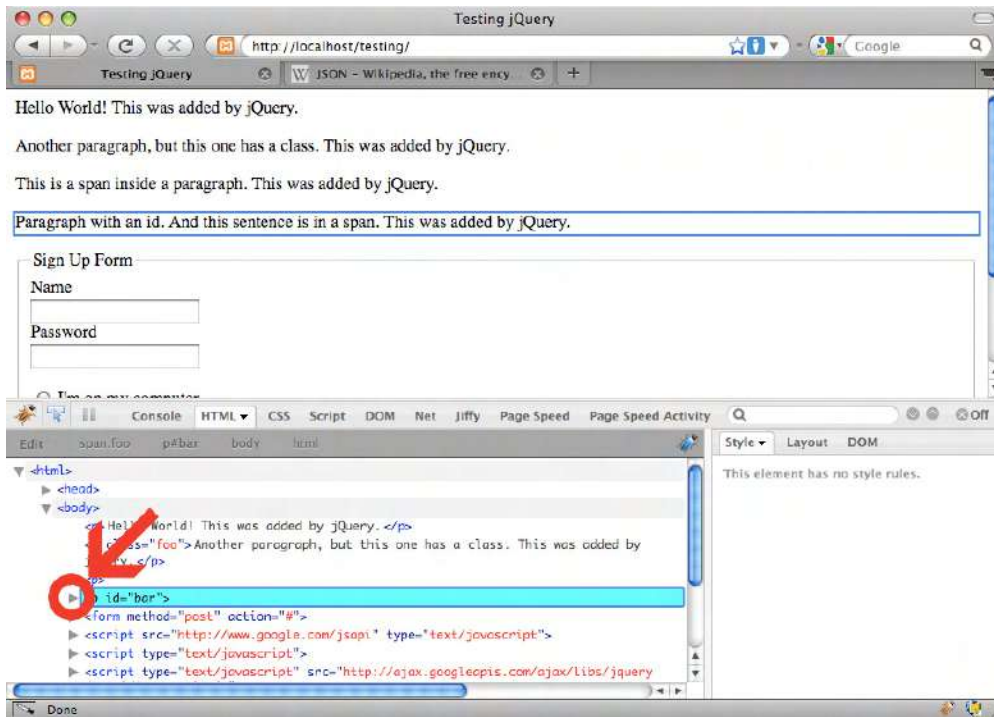 Testing jQuery
http://localhost/testing/
Google
Testing jQuery
JSON - Wikipedia, the free ency...
Hello World! This was added by jQuery.
Another paragraph, but this one has a class. This was added by jQuery.
This is a span inside a paragraph. This was added by jQuery.
Paragraph with an id. And this sentence is in a span. This was added by jQuery.
Sign Up Form
Name
Password
I'm on my computer
Console HTML CSS Script DOM Net Jiffy Page Speed Page Speed Activity Off
Edit span.foo p#bar body html
Style Layout DOM
This element has no style rules.
<html>
<head>
<body>
World! This was added by jQuery.</p>
"foo">Another paragraph, but this one has a class. This was added by
</p>
<p>
id="bar">
<form method="post" action="#">
<script src="http://www.google.com/jsapi" type="text/javascript">
<script type="text/javascript">
<script type="text/javascript" src="http://ajax.googleapis.com/ajax/libs/jquery
Done